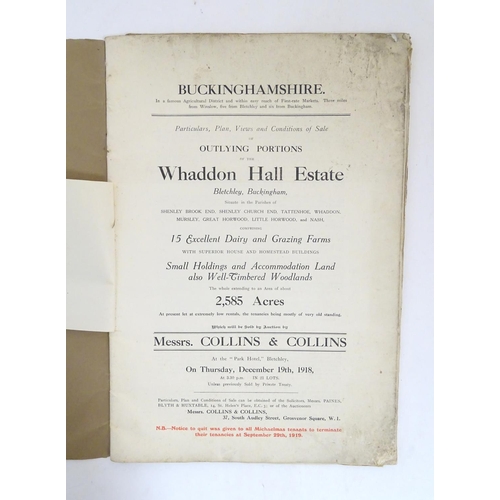 BUCKINGHAMSHIRE.
In a famous Agricultural District and within easy reach of First-rate Markets, Three miles
from Winslow, five from Bletchley and six from Buckingham.
Particulars, Plan, Views and Conditions of Sale
OF
OUTLYING PORTIONS
OF THE
Whaddon Hall Estate
Bletchley, Buckingham,
Situate in the Parishes of
SHENLEY BROOK END, SHENLEY CHURCH END, TATTENHOE, WHADDON,
MURSLEY, GREAT HORWOOD, LITTLE HORWOOD, and NASH,
COMPRISING
15 Excellent Dairy and Grazing Farms
WITH SUPERIOR HOUSE AND HOMESTEAD BUILDINGS
Small Holdings and Accommodation Land
also Well-Timbered Woodlands
The whole extending to an Area of about
2,585 Acres
At present let at extremely low rentals, the tenancies being mostly of very old standing.
Which will be Sold by Auction by
Messrs. COLLINS & COLLINS
At the "Park Hotel," Bletchley,
On Thursday, December 19th, 1918,
At p.m. IN LOTS.
Unless previously Sold by Private Treaty.
Particulars, Plan and Conditions of Sale can be obtained of the Solicitors, Messrs. PAINES,
BLYTH & HUXTABLE, 14, St. Helen's Place, E.C. 3; or of the Auctioneers
Messrs. COLLINS & COLLINS,
37, South Audley Street, Grosvenor Square, W. 1.
N.B.—Notice to quit was given to all Michaelmas tenants to terminate
their tenancies at September 29th, 1919.